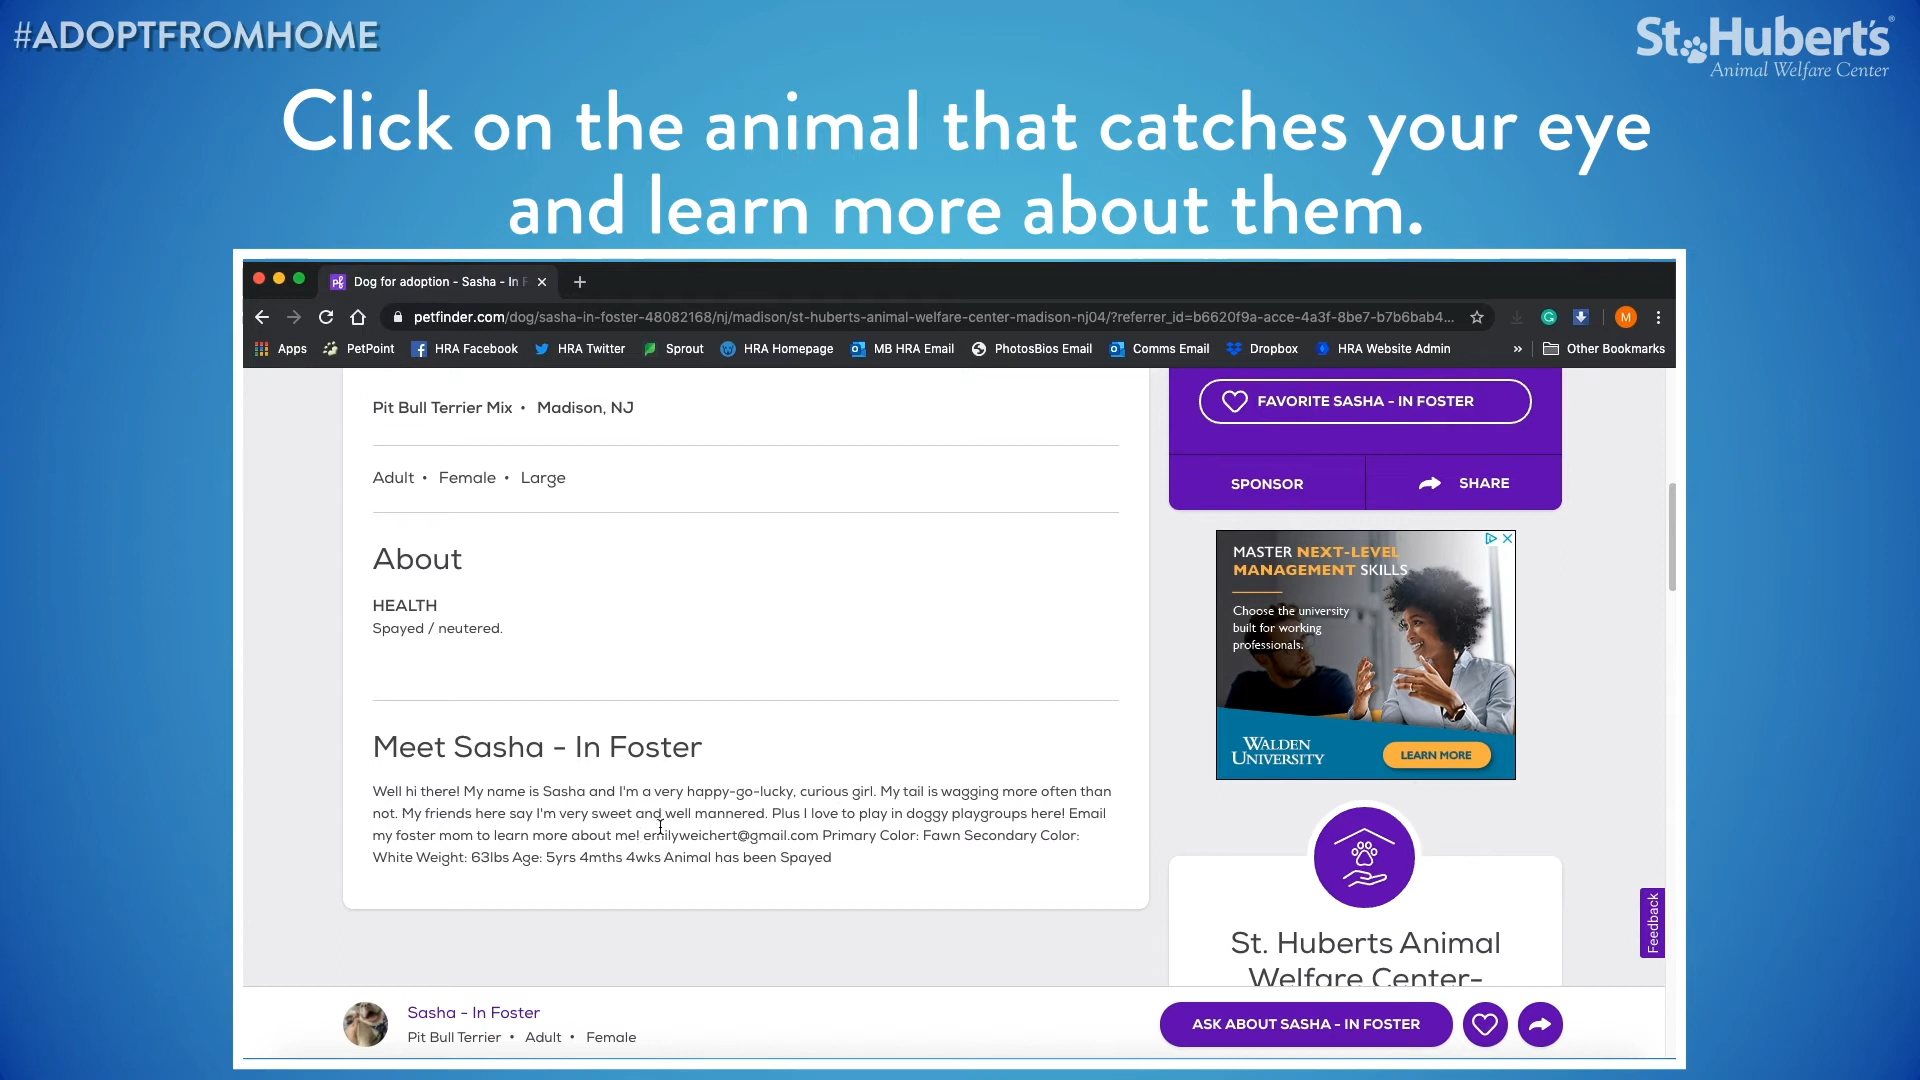 #ADOPTFROMHOME
St. Hubert's®
Animal Welfare Center
Click on the animal that catches your eye
and learn more about them.
Dog for adoption - Sasha - In F
petfinder.com/dog/sasha-in-foster-48082168/nj/madison/st-huberts-animal-welfare-center-madison-nj04/?referrer_id=b6620f9a-acce-4a3f-8be7-b7b6bab4...
M
Apps PetPoint HRA Facebook HRA Twitter Sprout HRA Homepage MB HRA Email PhotosBios Email Comms Email Dropbox HRA Website Admin » Other Bookmarks
Pit Bull Terrier Mix • Madison, NJ
Adult • Female • Large
About
HEALTH
Spayed / neutered.
Meet Sasha - In Foster
Well hi there! My name is Sasha and I'm a very happy-go-lucky, curious girl. My tail is wagging more often than
not. My friends here say I'm very sweet and well mannered. Plus I love to play in doggy playgroups here! Email
my foster mom to learn more about me! emilyweichert@gmail.com Primary Color: Fawn Secondary Color:
White Weight: 63lbs Age: 5yrs 4mths 4wks Animal has been Spayed
FAVORITE SASHA - IN FOSTER
SPONSOR
SHARE
MASTER NEXT-LEVEL
MANAGEMENT SKILLS
Choose the university
built for working
professionals.
WALDEN
UNIVERSITY
LEARN MORE
St. Huberts Animal
Welfare Center-
Feedback
Sasha - In Foster
Pit Bull Terrier • Adult • Female
ASK ABOUT SASHA - IN FOSTER